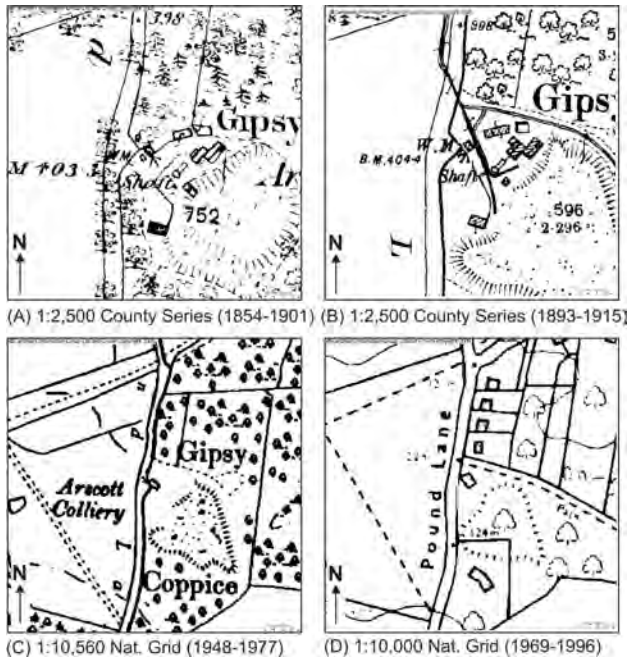 398
Gipsy
M 403
W.M
Shaft
752
N
(A) 1:2,500 County Series (1854-1901)
398
Gips
W.M
B.M.404·4
Shaft
596
2·296
L
N
(B) 1:2,500 County Series (1893-1915)
Gipsy
Arscott
Colliery
L
Coppice
N
(C) 1:10,560 Nat. Grid (1948-1977)
Pound Lane
124m
Park
N
(D) 1:10,000 Nat. Grid (1969-1996)